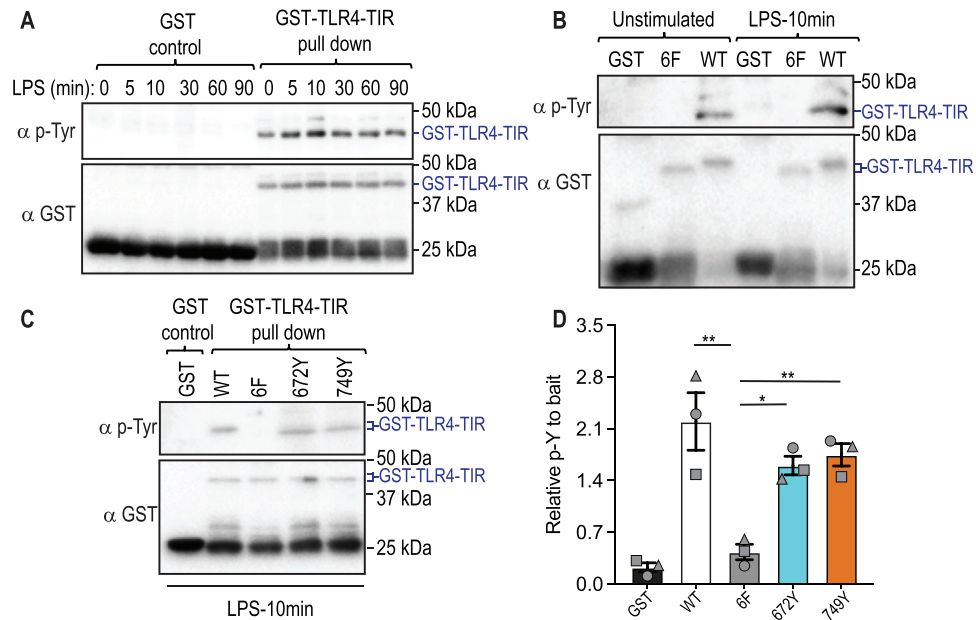 A
GST control
GST-TLR4-TIR pull down
LPS (min): 0 5 10 30 60 90 0 5 10 30 60 90
α p-Tyr
50 kDa
GST-TLR4-TIR
α GST
50 kDa
GST-TLR4-TIR
37 kDa
25 kDa
B
Unstimulated LPS-10min
GST 6F WT GST 6F WT
50 kDa
α p-Tyr
GST-TLR4-TIR
50 kDa
α GST
GST-TLR4-TIR
37 kDa
25 kDa
C
GST control
GST-TLR4-TIR pull down
GST WT 6F 672Y 749Y
50 kDa
α p-Tyr
GST-TLR4-TIR
50 kDa
GST-TLR4-TIR
α GST
37 kDa
25 kDa
LPS-10min
D
Relative p-Y to bait
3.5
2.8
2.1
1.4
0.7
0.0
**
**
*
GST WT 6F 672Y 749Y